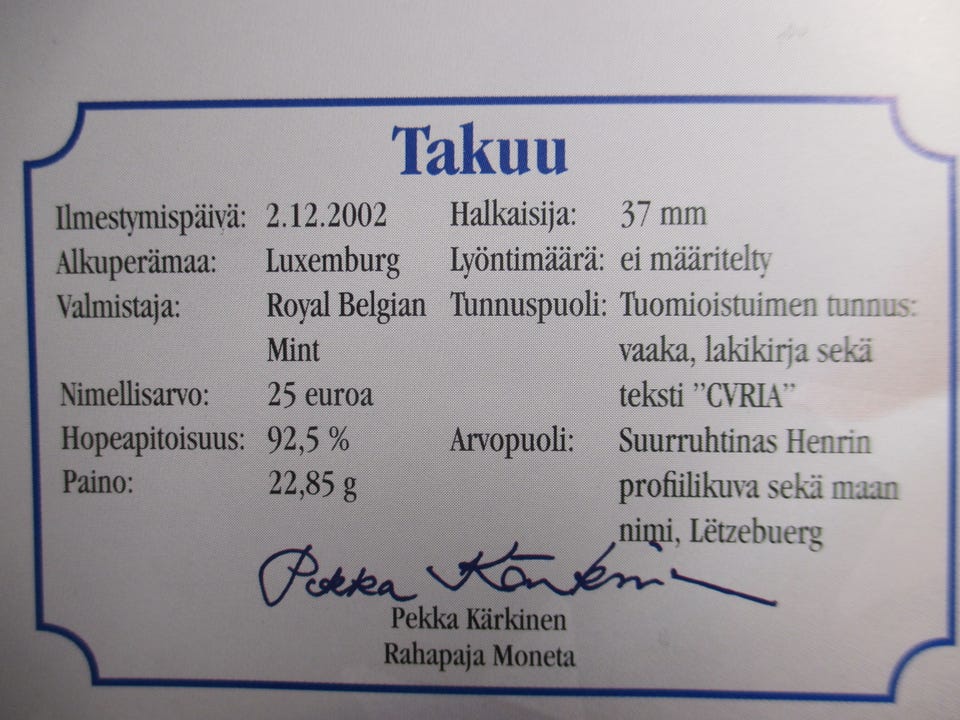 Takuu
Ilmestymispäivä: 2.12.2002
Alkuperämaa: Luxemburg
Valmistaja: Royal Belgian
Mint
Nimellisarvo: 25 euroa
Hopeapitoisuus: 92,5 %
Paino: 22,85 g
Halkaisija: 37 mm
Lyöntimäärä: ei määritelty
Tunnuspuoli: Tuomioistuimen tunnus:
vaaka, lakikirja sekä
teksti ”CVRIA”
Arvopuoli: Suurruhtinas Henrin
profiilikuva sekä maan
nimi, Lëtzebuerg
Pekka Kärkinen
Pekka Kärkinen
Rahapaja Moneta